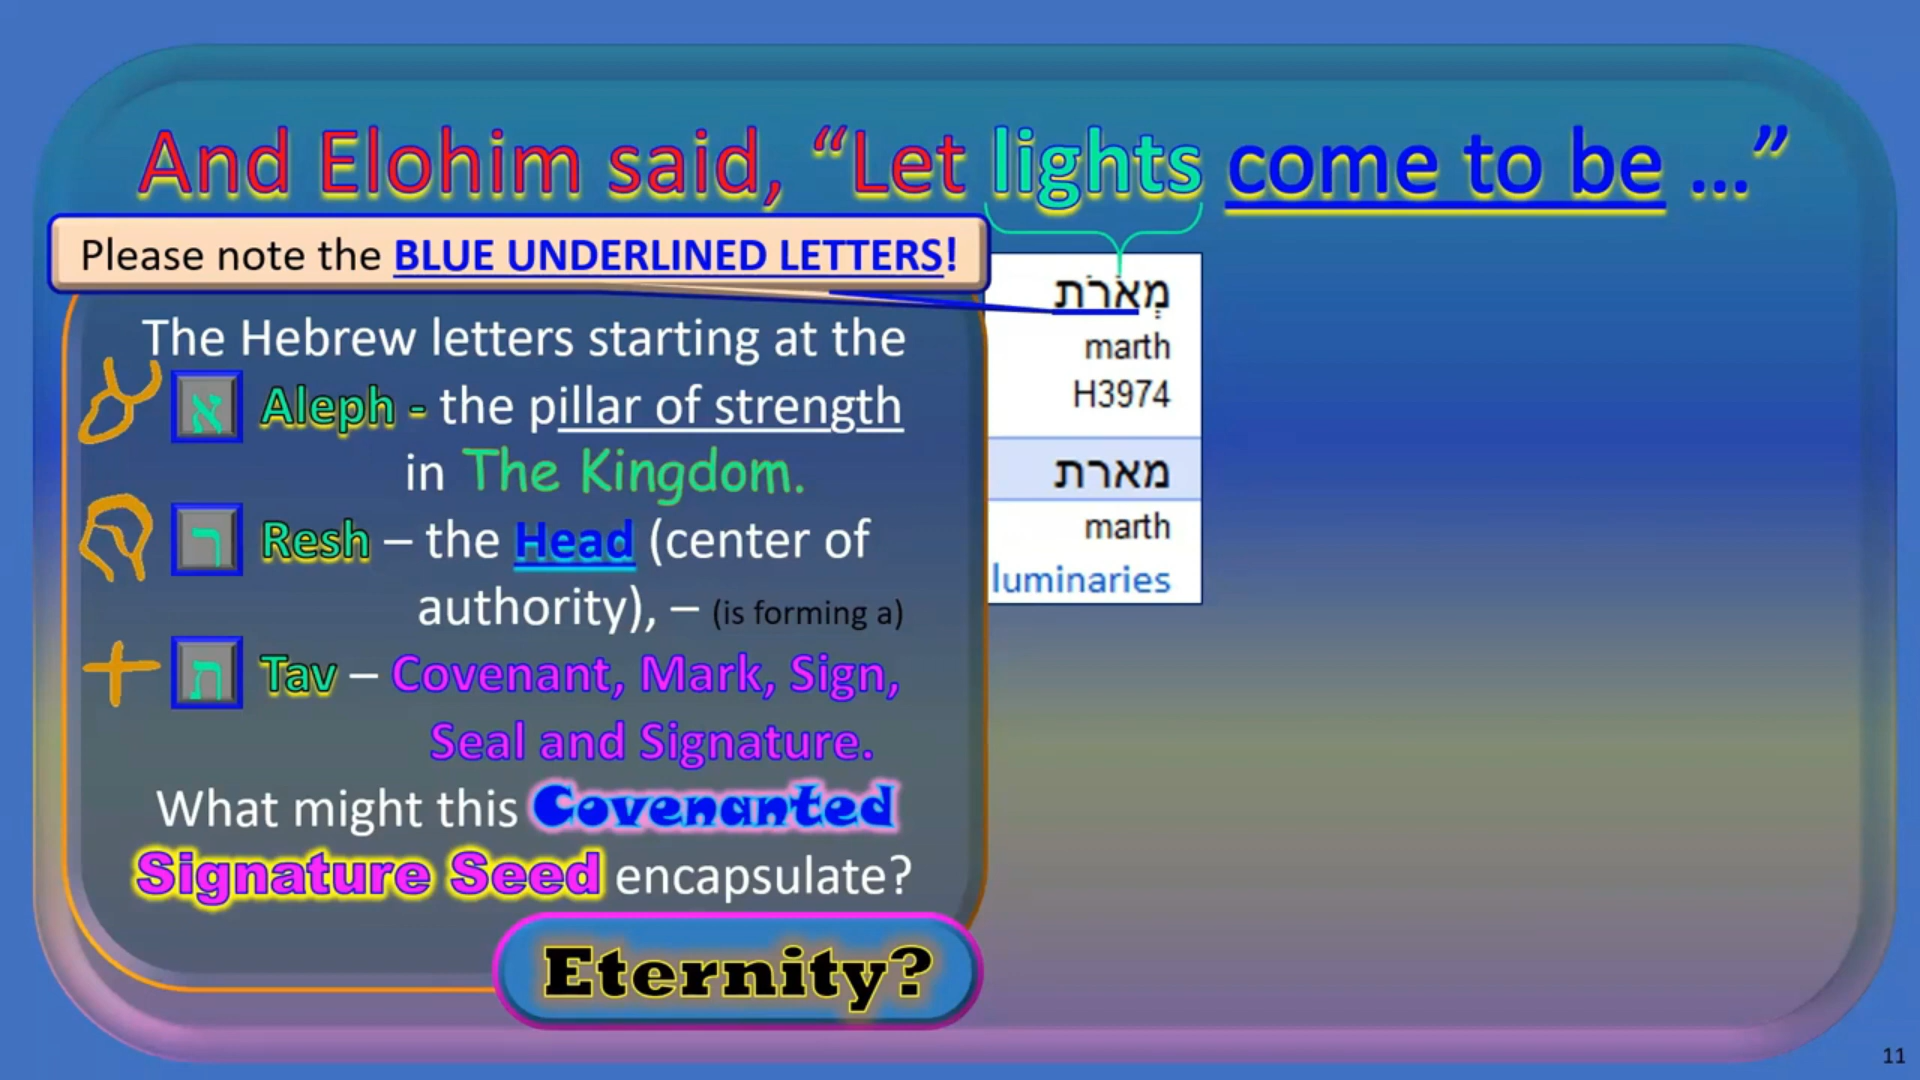 And Elohim said, “Let lights come to be ...”
Please note the BLUE UNDERLINED LETTERS!
The Hebrew letters starting at the
א Aleph - the pillar of strength
in The Kingdom.
ר Resh – the Head (center of
authority), – (is forming a)
ת Tav – Covenant, Mark, Sign,
Seal and Signature.
What might this Covenanted
Signature Seed encapsulate?
Eternity?
מְאֹרֹת
marth
H3974
מארת
marth
luminaries
11